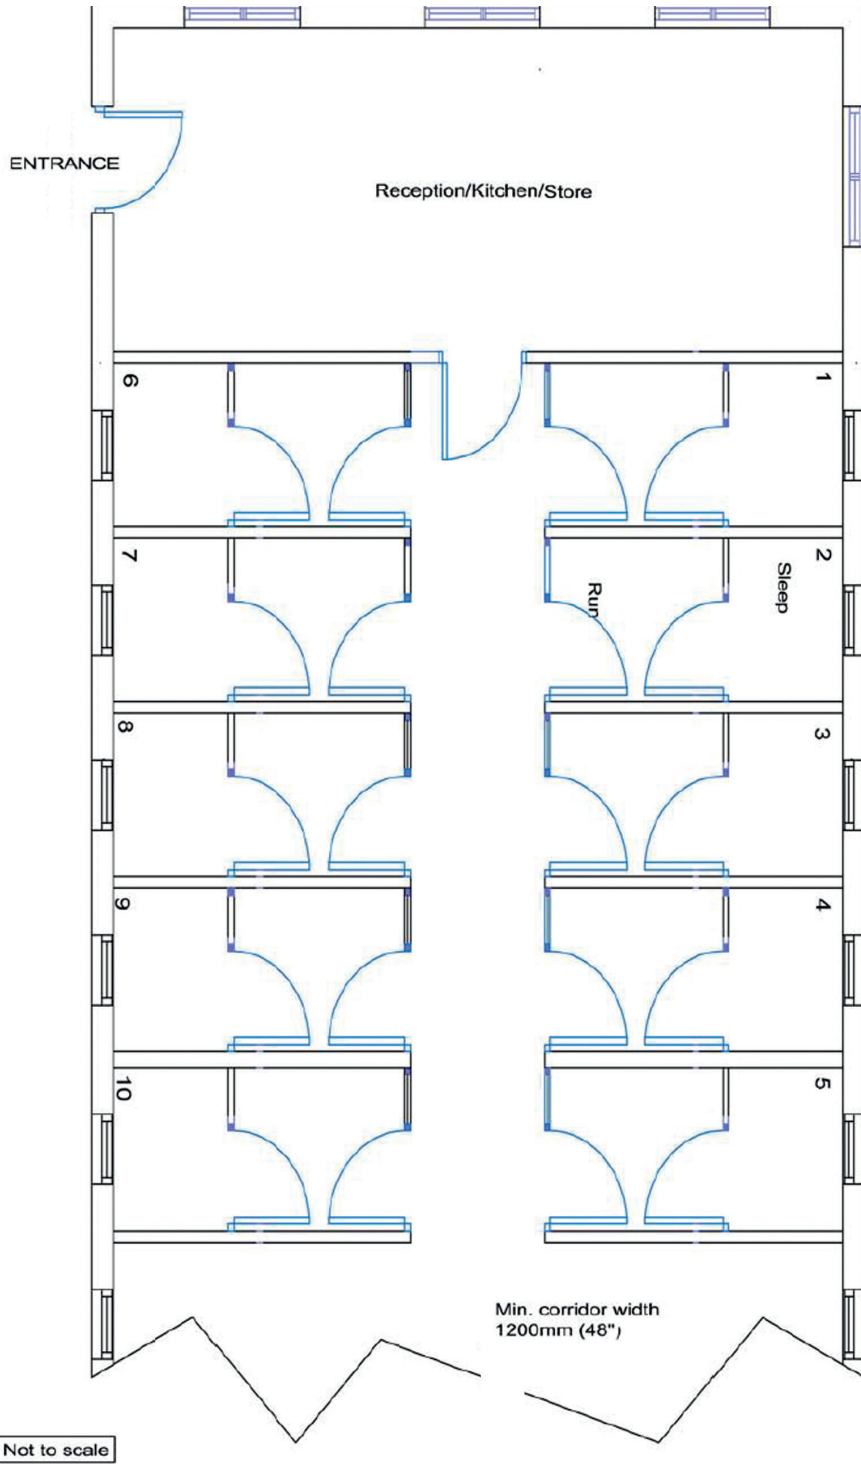 ENTRANCE
Reception/Kitchen/Store
6
1
7
2
Sleep
Run
8
3
9
4
10
5
Min. corridor width
1200mm (48")
Not to scale